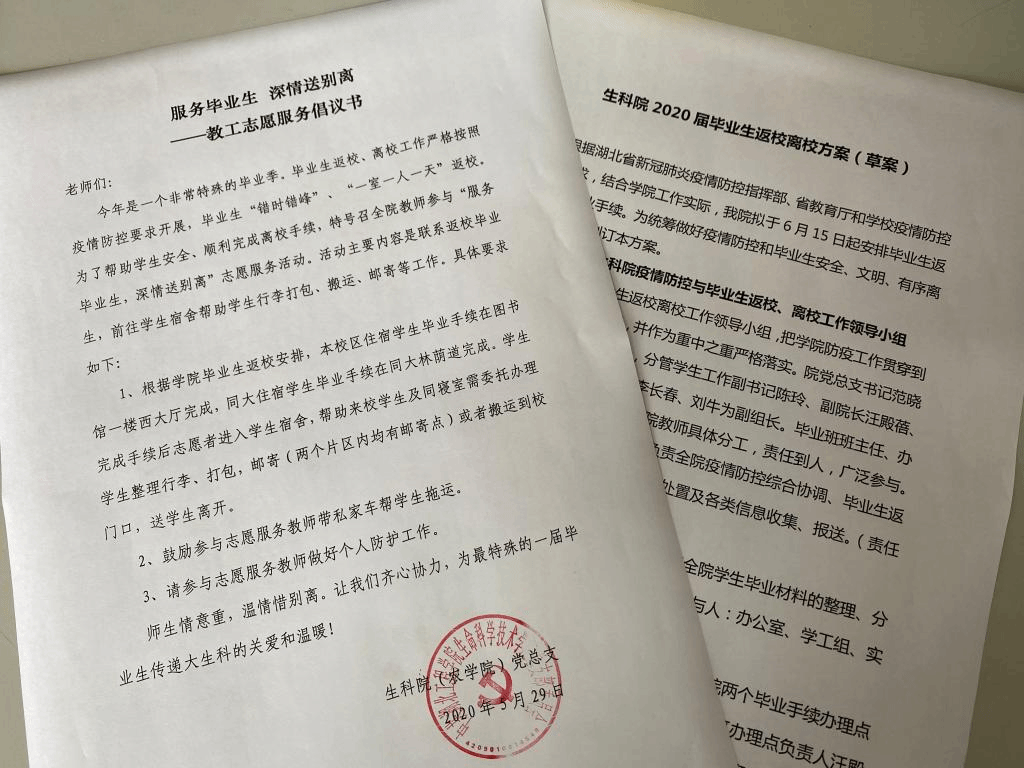 服务毕业生 深情送别离
——教工志愿服务倡议书
老师们：
今年是一个非常特殊的毕业季。毕业生返校、离校工作严格按照
疫情防控要求开展，毕业生“错时错峰”、“一室一人一天”返校。
为了帮助学生安全、顺利完成离校手续，特号召全院教师参与“服务
毕业生，深情送别离”志愿服务活动。活动主要内容是联系返校毕业
生，前往学生宿舍帮助学生行李打包、搬运、邮寄等工作。具体要求
如下：
1、根据学院毕业生返校安排，本校区住宿学生毕业手续在图书
馆一楼西大厅完成，同大住宿学生毕业手续在同大林荫道完成。学生
完成手续后志愿者进入学生宿舍，帮助来校学生及同寝室需委托办理
学生整理行李、打包，邮寄（两个片区内均有邮寄点）或者搬运到校
门口，送学生离开。
2、鼓励参与志愿服务教师带私家车帮学生拖运。
3、请参与志愿服务教师做好个人防护工作。
师生情意重，温情惜别离。让我们齐心协力，为最特殊的一届毕
业生传递大生科的关爱和温暖！
生科院（农学院）党总支
2020年5月29日
生科院2020届毕业生返校离校方案（草案）
根据湖北省新冠肺炎疫情防控指挥部、省教育厅和学校疫情防控
，结合学院工作实际，我院拟于6月15日起安排毕业生返
业手续。为统筹做好疫情防控和毕业生安全、文明、有序离
订本方案。
生科院疫情防控与毕业生返校、离校工作领导小组
生返校离校工作领导小组，把学院防疫工作贯穿到
，并作为重中之重严格落实。院党总支书记范晓
，分管学生工作副书记陈玲、副院长汪殿蓓、
李长春、刘牛为副组长。毕业班班主任、办
院教师具体分工，责任到人，广泛参与。
负责全院疫情防控综合协调、毕业生返
处置及各类信息收集、报送。（责任
全院学生毕业材料的整理、分
与人：办公室、学工组、实
院两个毕业手续办理点
办理点负责人汪殿